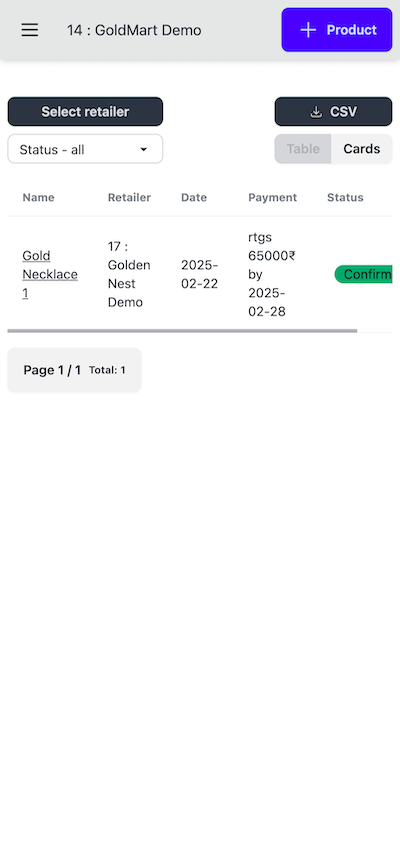 14 : GoldMart Demo
Product
Select retailer
CSV
Status - all
Table
Cards
Name
Retailer
Date
Payment
Status
Gold
Necklace
1
17 :
Golden
Nest
Demo
2025-
02-22
rtgs
65000₹
by
2025-
02-28
Confirm
Page 1 / 1 Total: 1